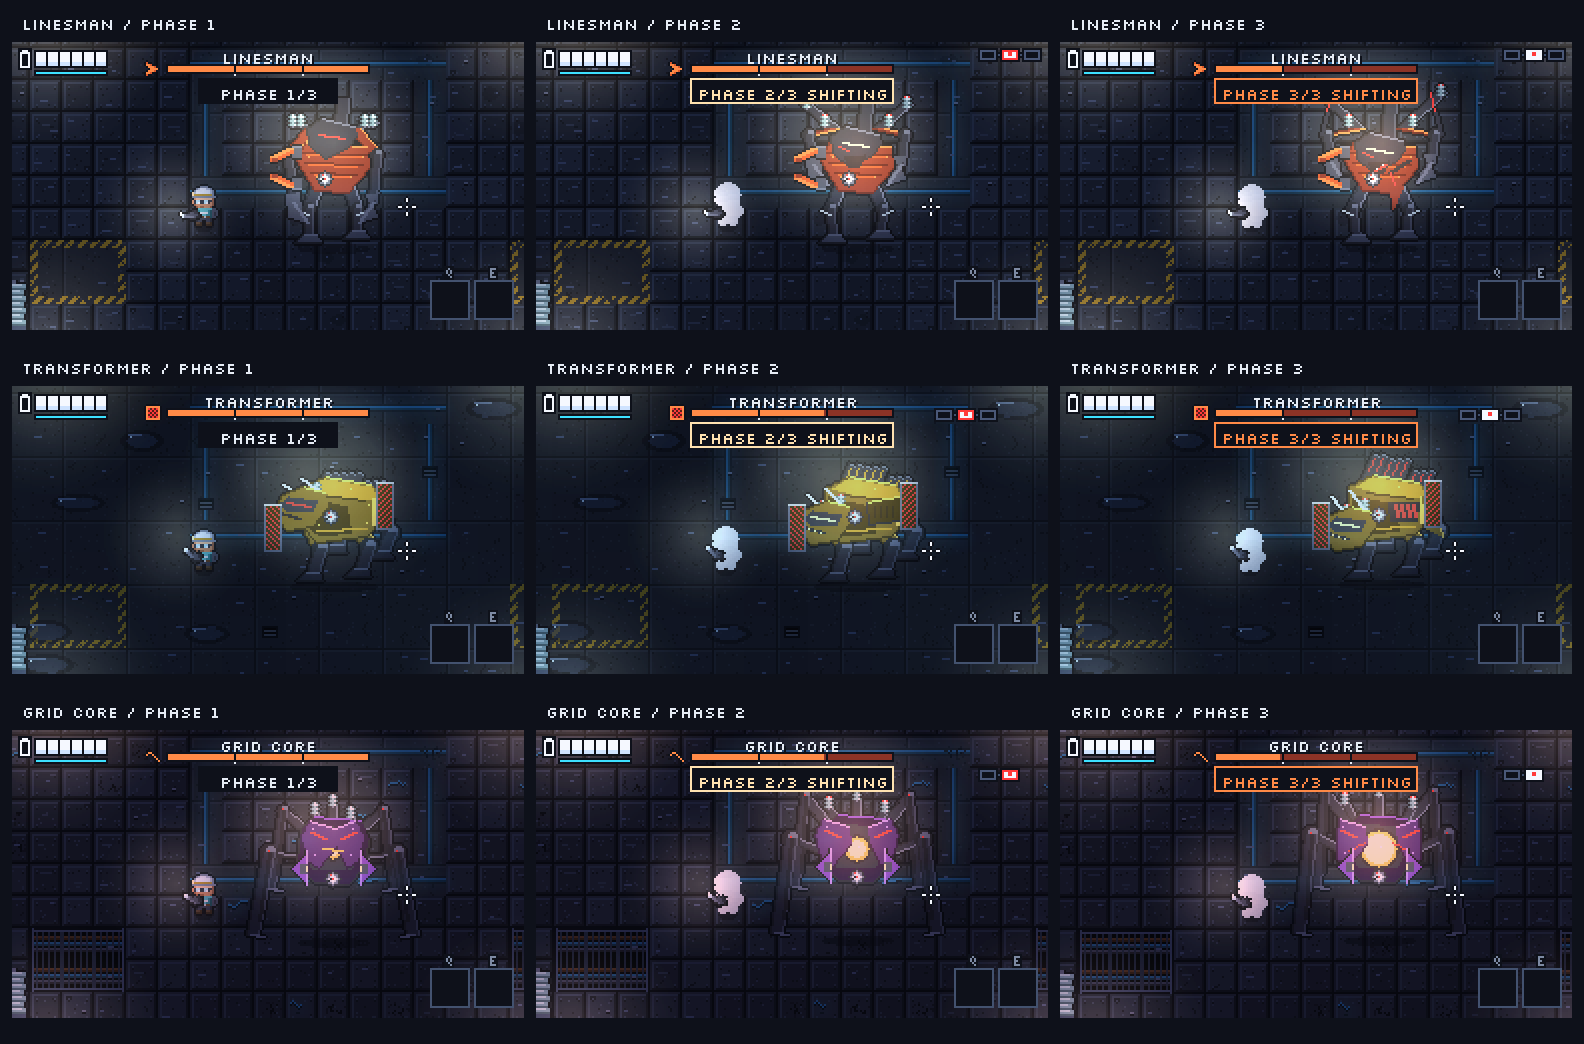 LINESMAN / PHASE 1
LINESMAN
PHASE 1/3
Q E
LINESMAN / PHASE 2
LINESMAN
PHASE 2/3 SHIFTING
Q E
LINESMAN / PHASE 3
LINESMAN
PHASE 3/3 SHIFTING
Q E
TRANSFORMER / PHASE 1
TRANSFORMER
PHASE 1/3
Q E
TRANSFORMER / PHASE 2
TRANSFORMER
PHASE 2/3 SHIFTING
Q E
TRANSFORMER / PHASE 3
TRANSFORMER
PHASE 3/3 SHIFTING
Q E
GRID CORE / PHASE 1
GRID CORE
PHASE 1/3
Q E
GRID CORE / PHASE 2
GRID CORE
PHASE 2/3 SHIFTING
Q E
GRID CORE / PHASE 3
GRID CORE
PHASE 3/3 SHIFTING
Q E